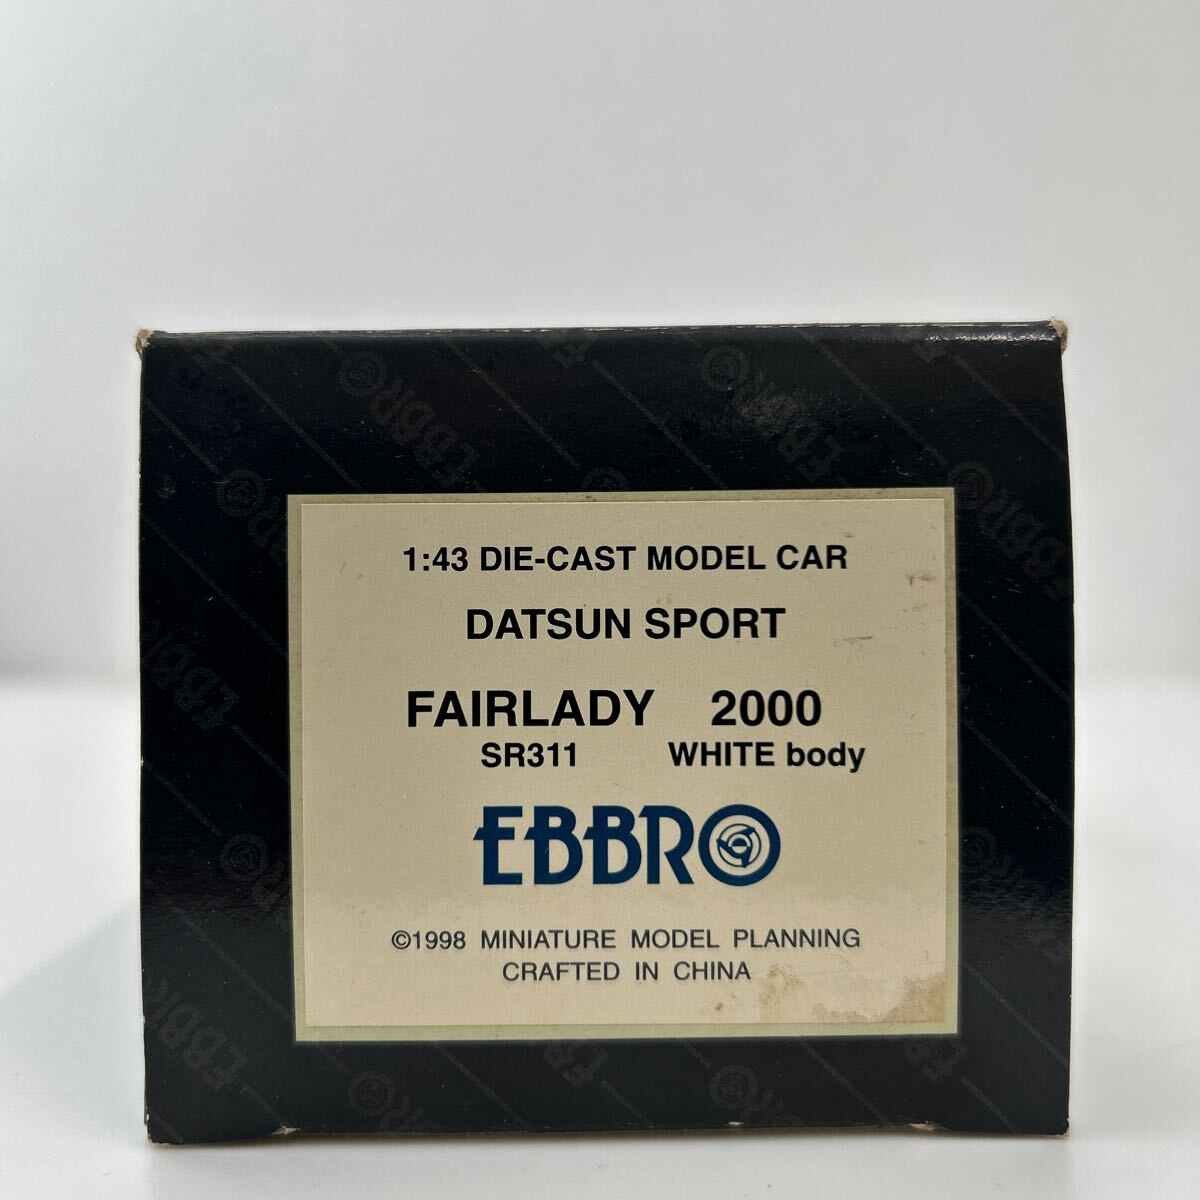 1:43 DIE-CAST MODEL CAR
DATSUN SPORT
FAIRLADY 2000
SR311 WHITE body
EBBRO
©1998 MINIATURE MODEL PLANNING
CRAFTED IN CHINA